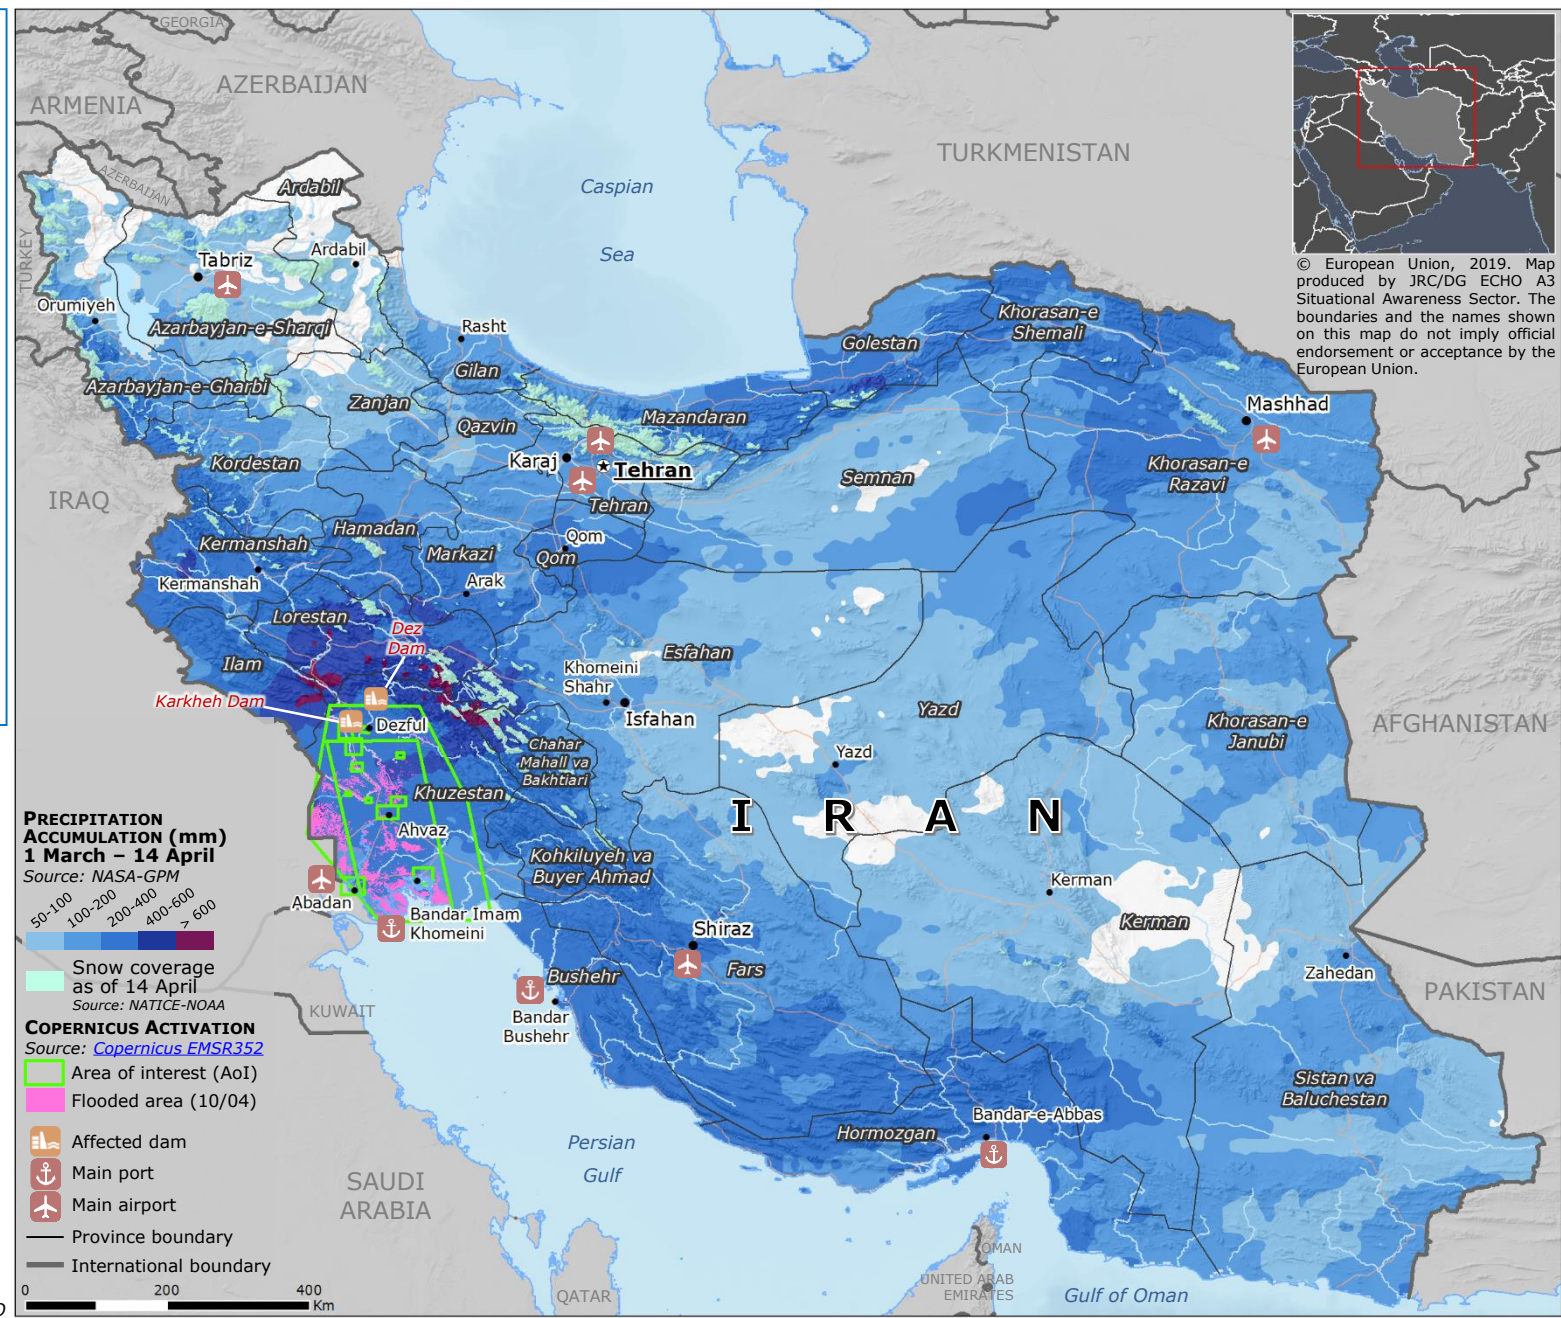 GEORGIA
ARMENIA
AZERBAIJAN
AZERBAIJAN
TURKEY
TURKMENISTAN
Caspian
Sea
© European Union, 2019. Map
produced by JRC/DG ECHO A3
Situational Awareness Sector. The
boundaries and the names shown
on this map do not imply official
endorsement or acceptance by the
European Union.
Ardabil
Ardabil
Tabriz
Orumiyeh
Azarbayjan-e-Sharqi
Azarbayjan-e-Gharbi
Rasht
Gilan
Zanjan
Qazvin
Mazandaran
Golestan
Khorasan-e
Shemali
Mashhad
Khorasan-e
Razavi
Semnan
Karaj
Tehran
Tehran
Kordestan
IRAQ
Hamadan
Kermanshah
Kermanshah
Markazi
Qom
Qom
Arak
Lorestan
Dez
Dam
Ilam
Karkheh Dam
Dezful
Khomeini
Shahr
Isfahan
Esfahan
Yazd
Yazd
Khorasan-e
Janubi
AFGHANISTAN
Chahar
Mahall va
Bakhtiari
Khuzestan
Ahvaz
I R A N
Kohkiluyeh va
Buyer Ahmad
Kerman
Kerman
Abadan
Bandar Imam
Khomeini
Shiraz
Fars
Bushehr
Bandar
Bushehr
Zahedan
PAKISTAN
KUWAIT
Sistan va
Baluchestan
Bandar-e-Abbas
Hormozgan
Persian
Gulf
SAUDI
ARABIA
QATAR
OMAN
UNITED ARAB
EMIRATES
Gulf of Oman
PRECIPITATION
ACCUMULATION (mm)
1 March – 14 April
Source: NASA-GPM
50-100 100-200 200-400 400-600 > 600
Snow coverage
as of 14 April
Source: NATICE-NOAA
COPERNICUS ACTIVATION
Source: Copernicus EMSR352
Area of interest (AoI)
Flooded area (10/04)
Affected dam
Main port
Main airport
Province boundary
International boundary
0 200 400
Km